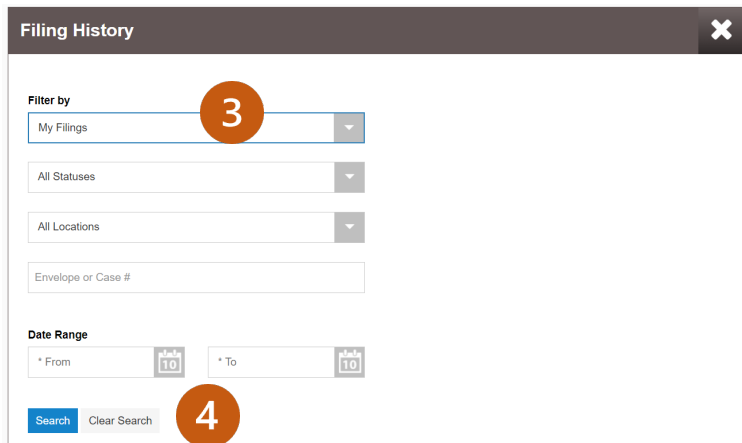 Filing History
Filter by
3
My Filings
All Statuses
All Locations
Envelope or Case #
Date Range
* From 10 * To 10
Search Clear Search 4